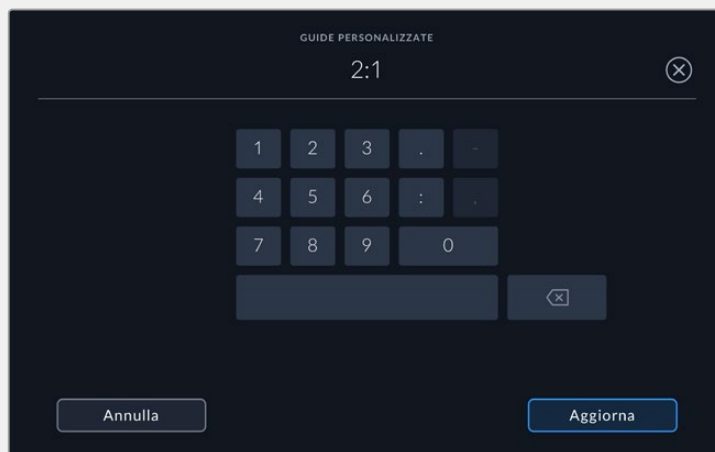 GUIDE PERSONALIZZATE
2:1
1 2 3 . -
4 5 6 : ,
7 8 9 0
Annulla Aggiorna